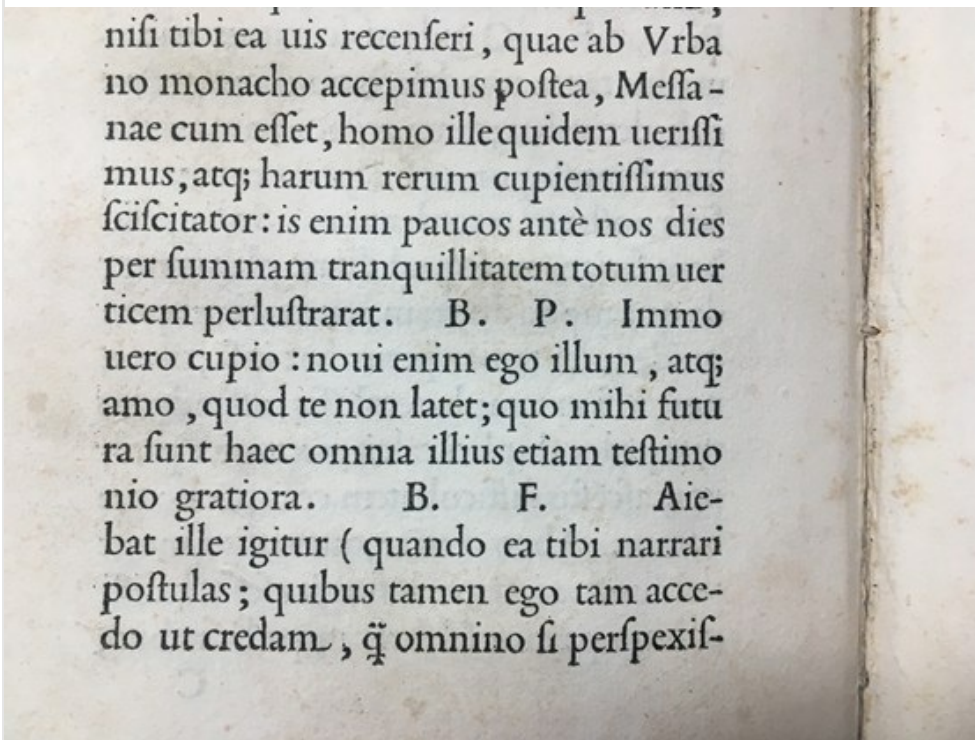 niſi tibi ea uis recenſeri, quae ab Vrba
no monacho accepimus poſtea, Meſſa-
nae cum eſſet, homo ille quidem ueriſſi
mus, atq; harum rerum cupientiſſimus
ſciſcitator: is enim paucos antè nos dies
per ſummam tranquillitatem totum uer
ticem perluſtrarat. B. P. Immo
uero cupio: noui enim ego illum, atq;
amo, quod te non latet; quo mihi futu
ra ſunt haec omnia illius etiam teſtimo
nio gratiora. B. F. Aie-
bat ille igitur (quando ea tibi narrari
poſtulas; quibus tamen ego tam acce-
do ut credam, q̃̈ omnino ſi perſpexiſ-